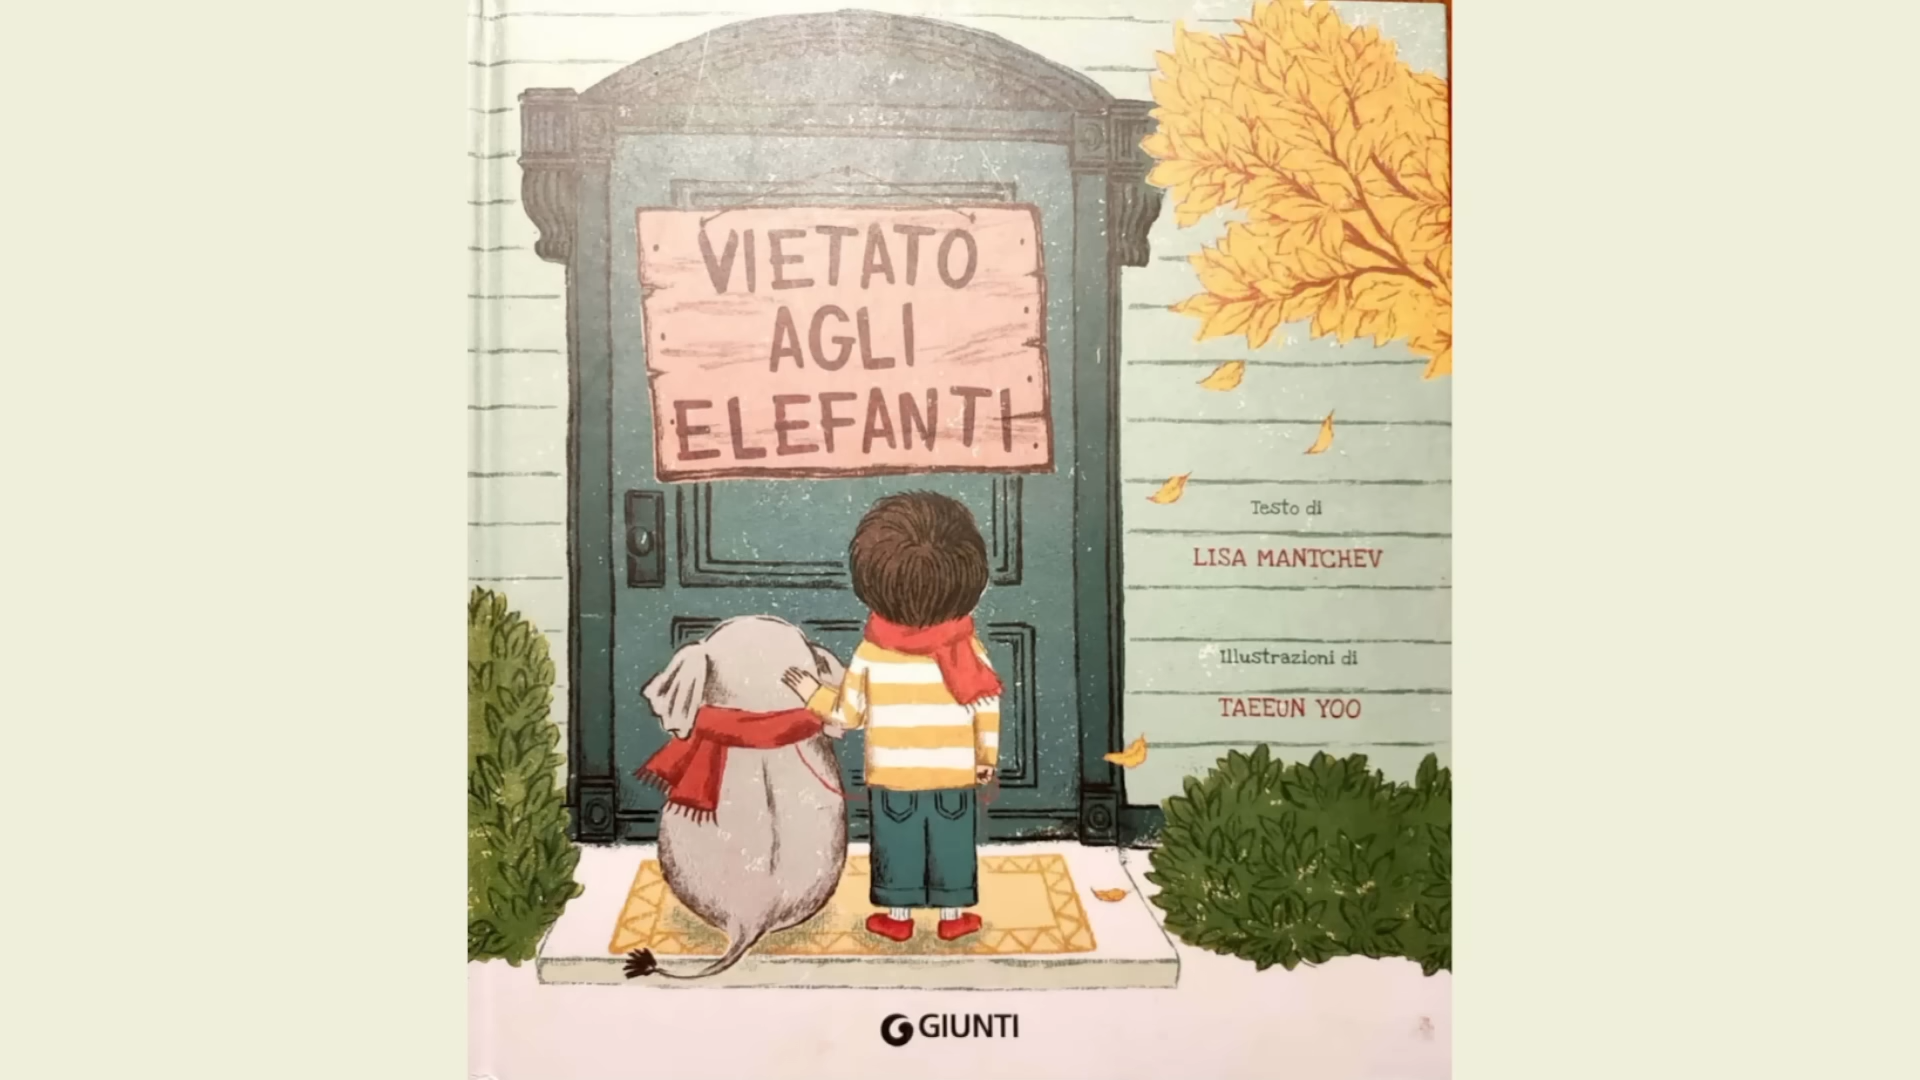 VIETATO
AGLI
ELEFANTI
Testo di
LISA MANTCHEV
Illustrazioni di
TAEEUN YOO
GIUNTI